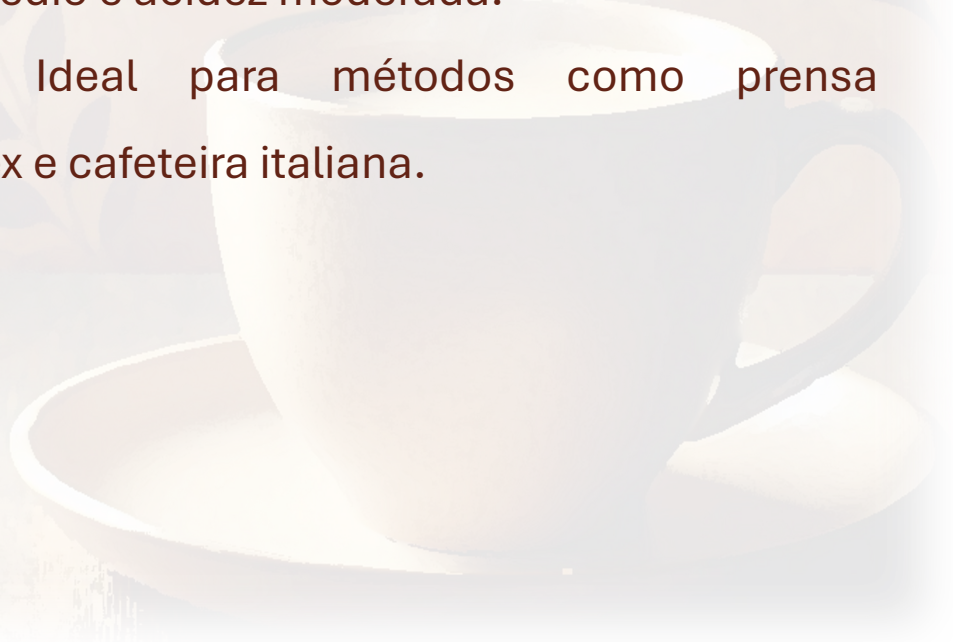 e acidez moderada.
Ideal para métodos como prensa
x e cafeteira italiana.